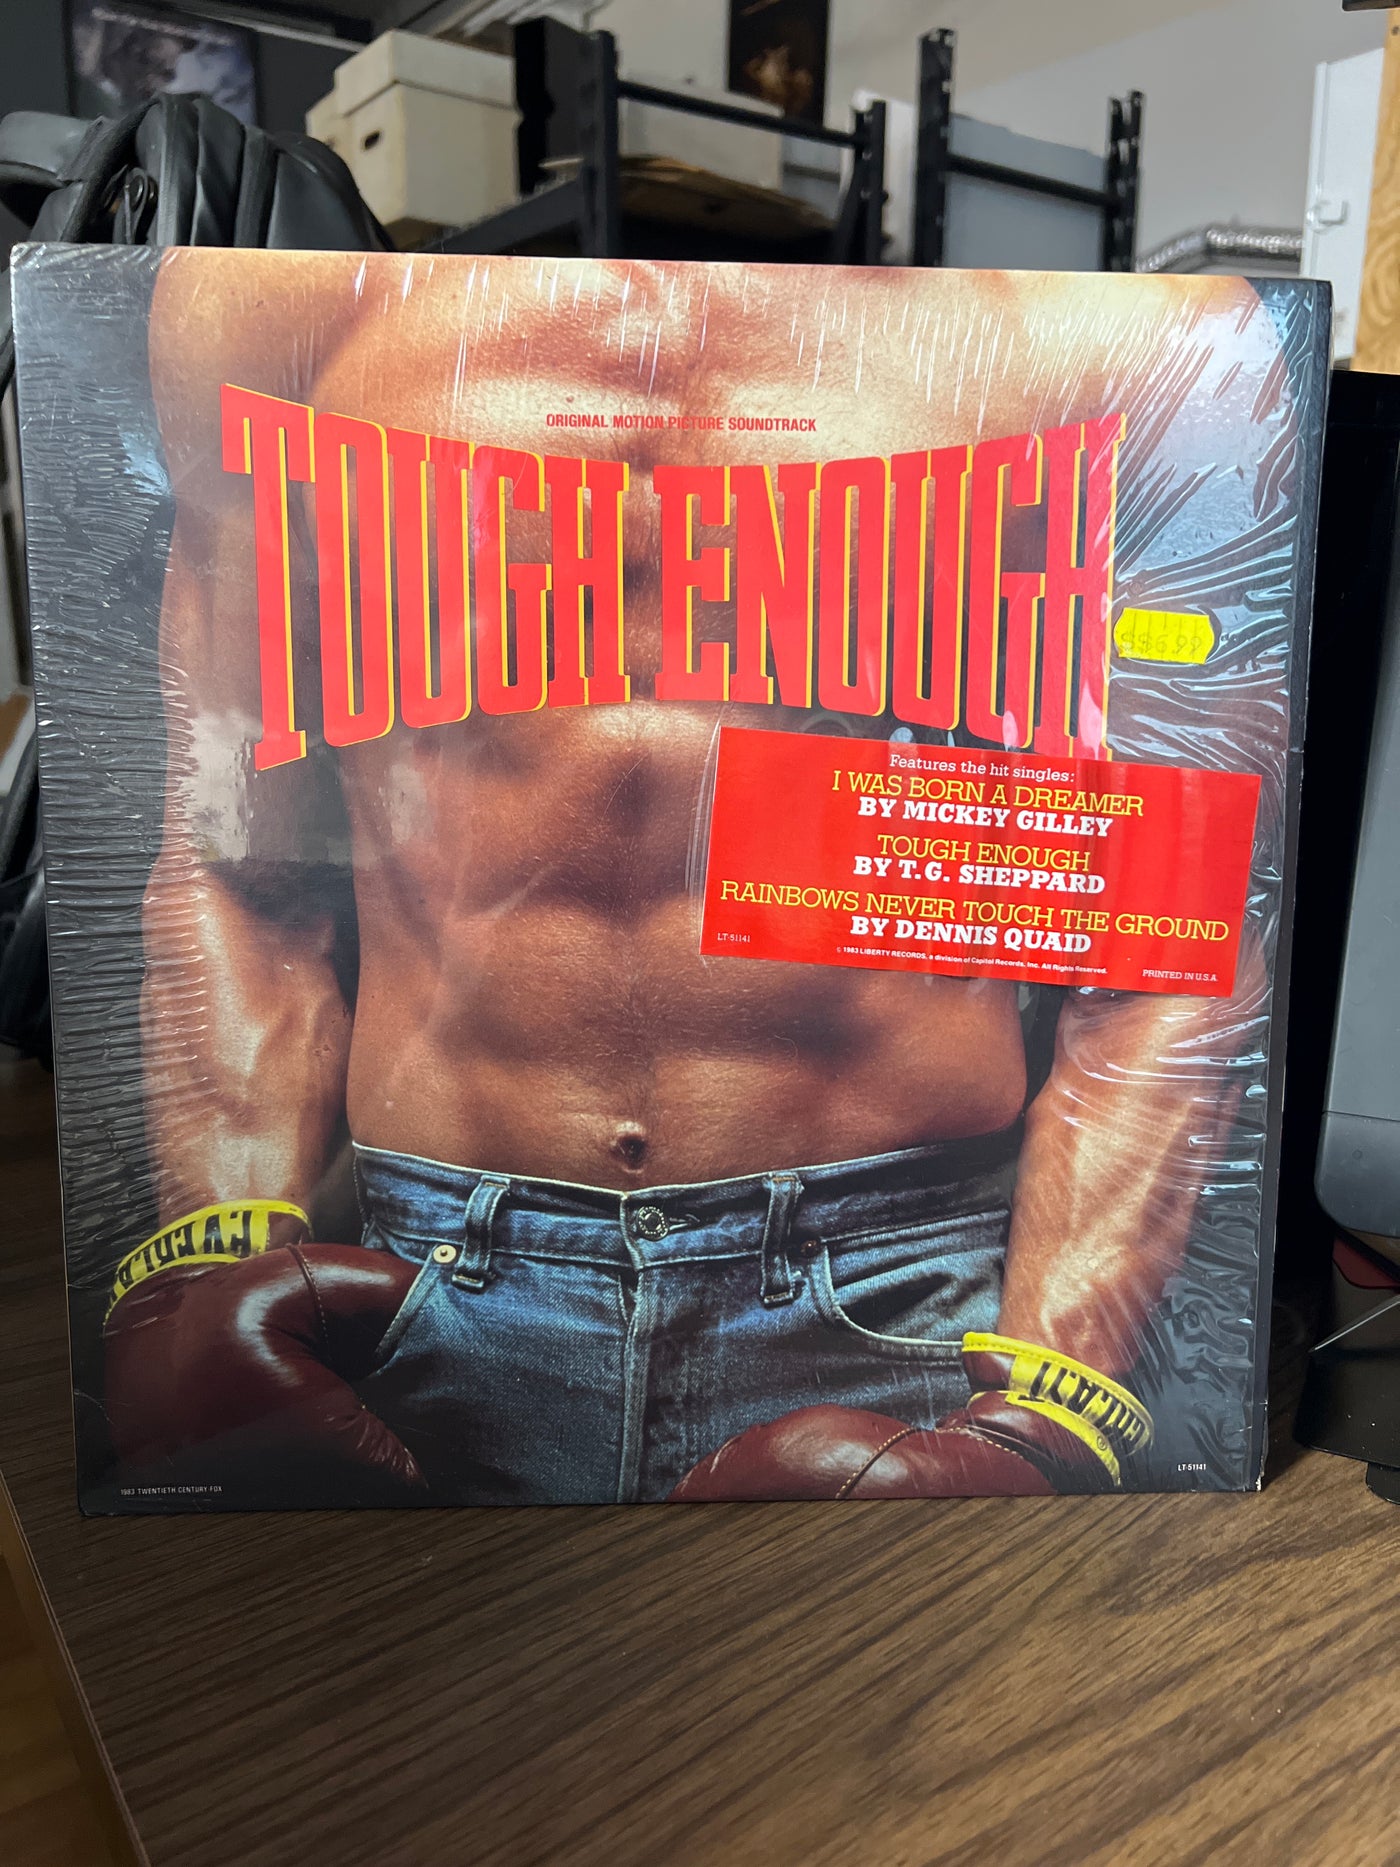 ORIGINAL MOTION PICTURE SOUNDTRACK
TOUGH ENOUGH
Features the hit singles:
I WAS BORN A DREAMER
BY MICKEY GILLEY
TOUGH ENOUGH
BY T.G. SHEPPARD
RAINBOWS NEVER TOUCH THE GROUND
BY DENNIS QUAID
LT-51141
© 1983 LIBERTY RECORDS, a division of Capitol Records, Inc. All Rights Reserved.
PRINTED IN U.S.A.
1983 TWENTIETH CENTURY FOX
LT-51141